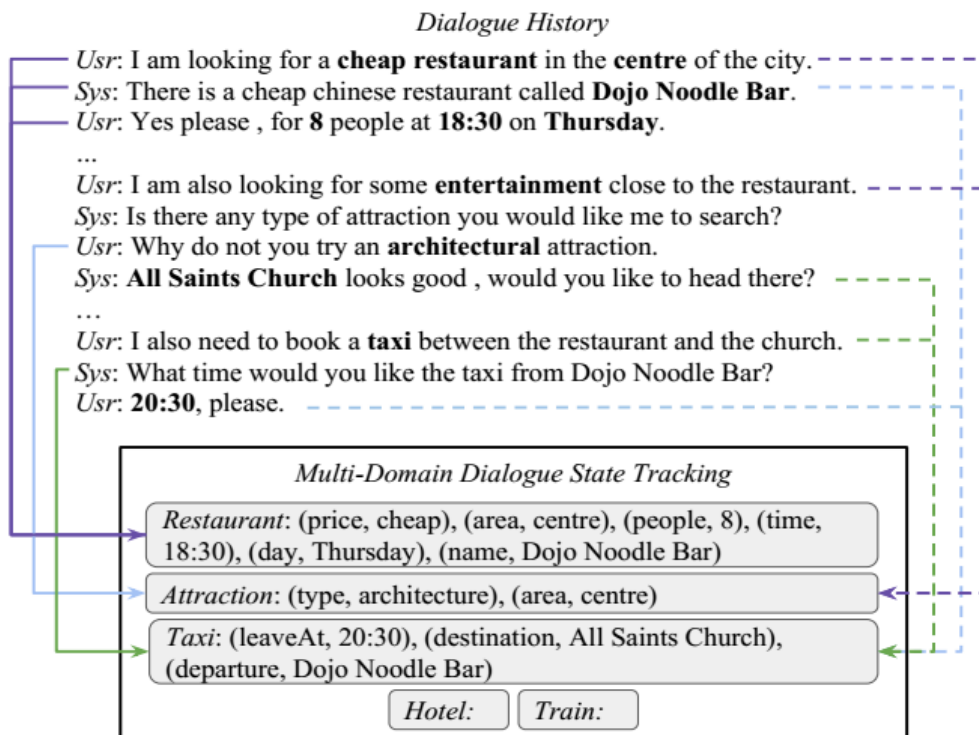 Dialogue History
Usr: I am looking for a cheap restaurant in the centre of the city.
Sys: There is a cheap chinese restaurant called Dojo Noodle Bar.
Usr: Yes please , for 8 people at 18:30 on Thursday.
...
Usr: I am also looking for some entertainment close to the restaurant.
Sys: Is there any type of attraction you would like me to search?
Usr: Why do not you try an architectural attraction.
Sys: All Saints Church looks good , would you like to head there?
...
Usr: I also need to book a taxi between the restaurant and the church.
Sys: What time would you like the taxi from Dojo Noodle Bar?
Usr: 20:30, please.
Multi-Domain Dialogue State Tracking
Restaurant: (price, cheap), (area, centre), (people, 8), (time,
18:30), (day, Thursday), (name, Dojo Noodle Bar)
Attraction: (type, architecture), (area, centre)
Taxi: (leaveAt, 20:30), (destination, All Saints Church),
(departure, Dojo Noodle Bar)
Hotel: Train: